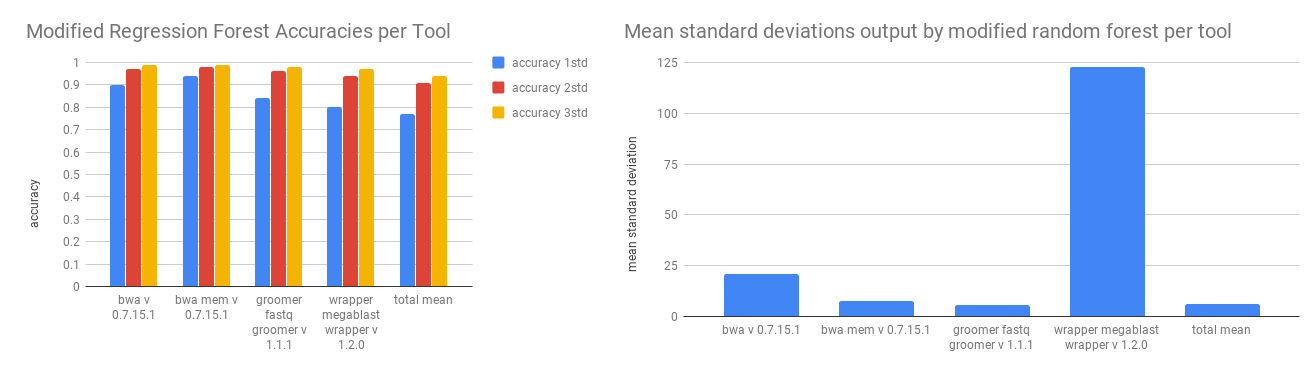 Modified Regression Forest Accuracies per Tool
accuracy 1std
accuracy 2std
accuracy 3std
accuracy
1
0.9
0.8
0.7
0.6
0.5
0.4
0.3
0.2
0.1
0
bwa v
0.7.15.1
bwa mem v
0.7.15.1
groomer
fastq
groomer v
1.1.1
wrapper
megablast
wrapper v
1.2.0
total mean
Mean standard deviations output by modified random forest per tool
mean standard deviation
125
100
75
50
25
0
bwa v 0.7.15.1
bwa mem v 0.7.15.1
groomer fastq
groomer v 1.1.1
wrapper megablast
wrapper v 1.2.0
total mean